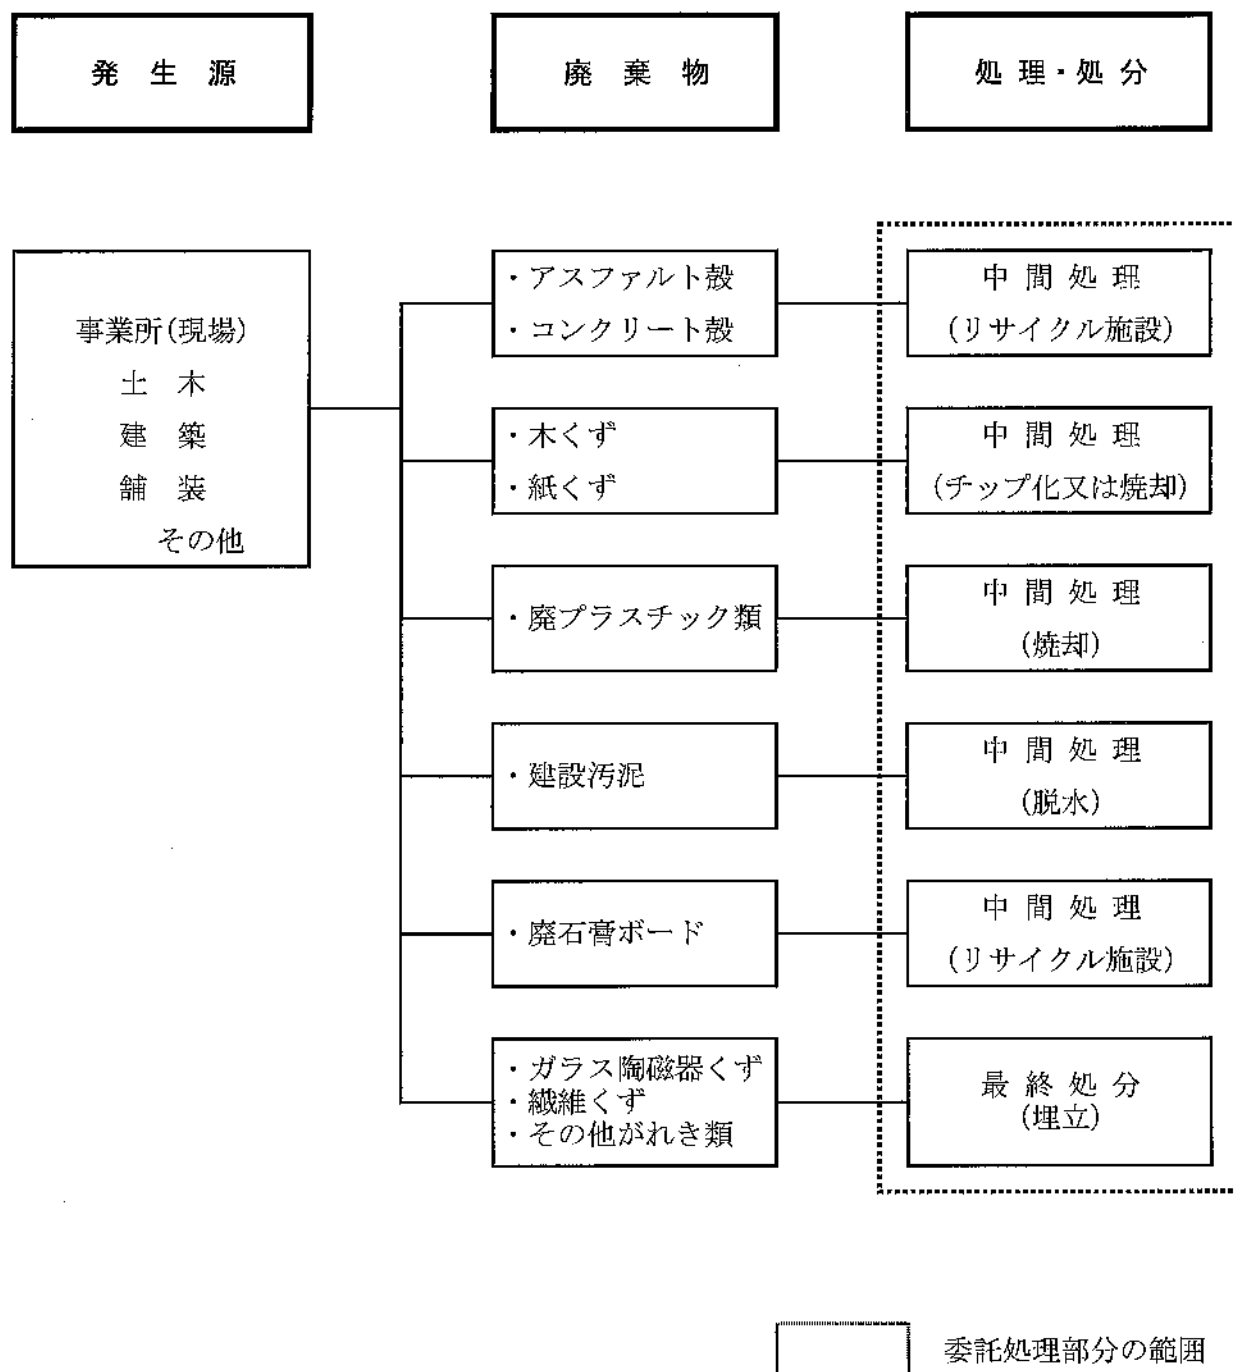 発生源
廃棄物
処理・処分
事業所(現場)
土木
建築
舗装
その他
・アスファルト殻
・コンクリート殻
中間処理
(リサイクル施設)
・木くず
・紙くず
中間処理
(チップ化又は焼却)
・廃プラスチック類
中間処理
(焼却)
・建設汚泥
中間処理
(脱水)
・廃石膏ボード
中間処理
(リサイクル施設)
・ガラス陶磁器くず
・繊維くず
・その他がれき類
最終処分
(埋立)
委託処理部分の範囲